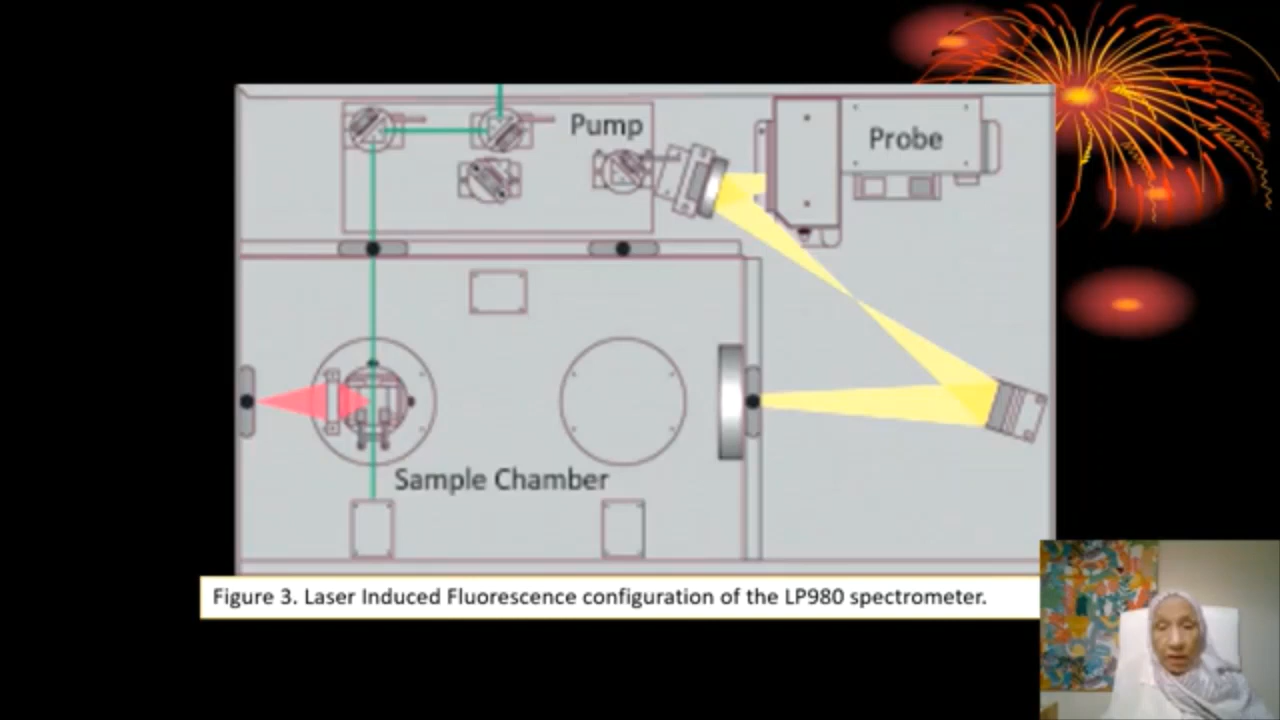 Pump
Probe
Sample Chamber
Figure 3. Laser Induced Fluorescence configuration of the LP980 spectrometer.